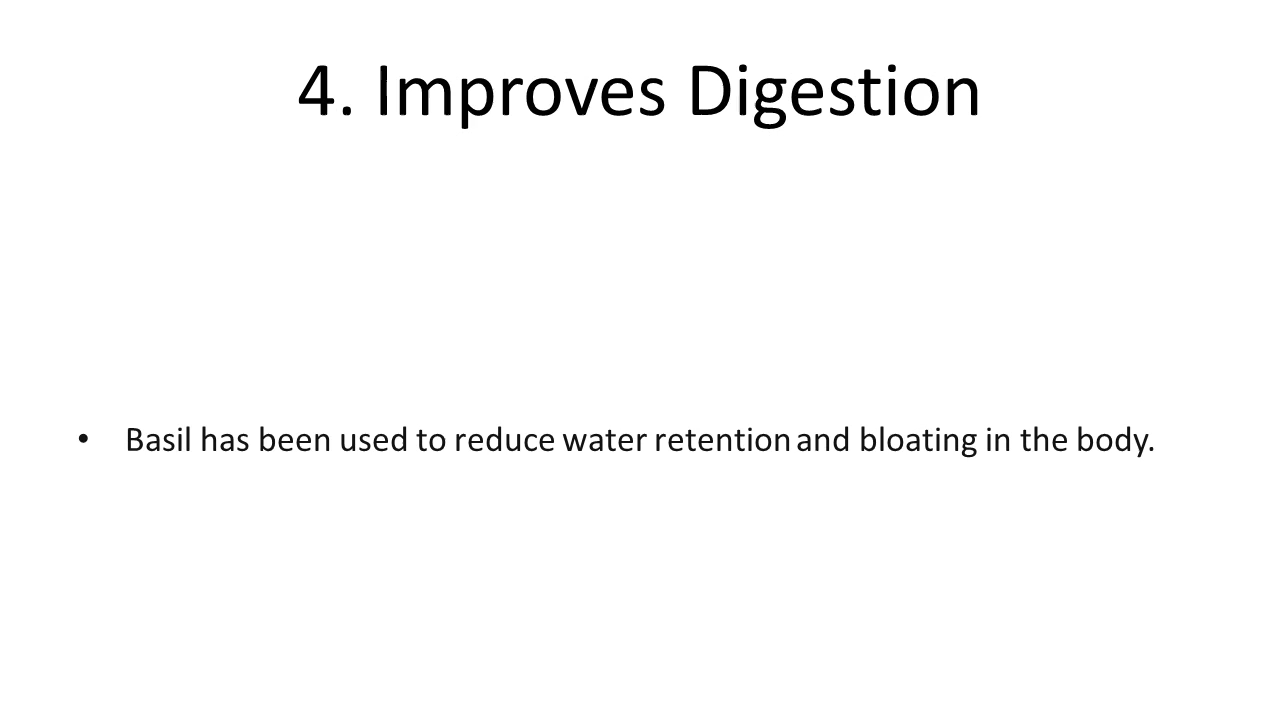 4. Improves Digestion
• Basil has been used to reduce water retention and bloating in the body.